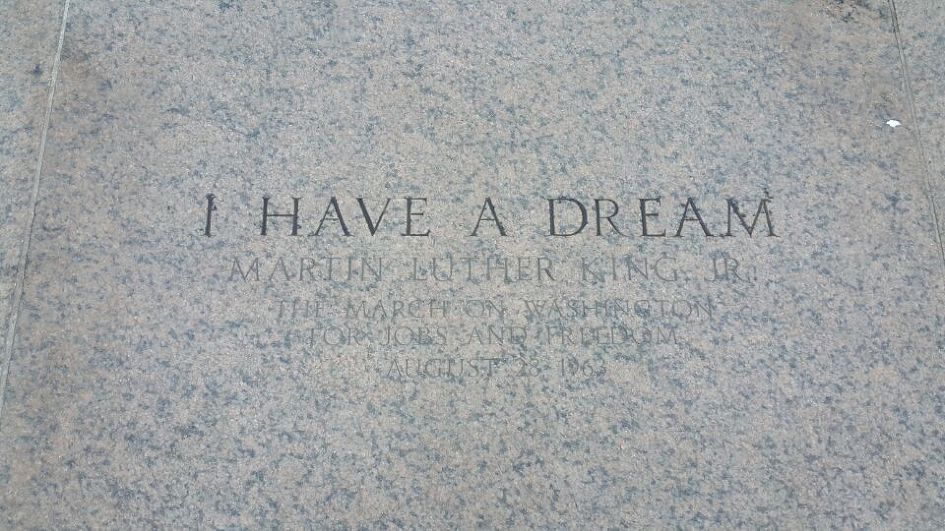 I HAVE A DREAM
MARTIN LUTHER KING, JR.
THE MARCH ON WASHINGTON
FOR JOBS AND FREEDOM
AUGUST 28, 1963